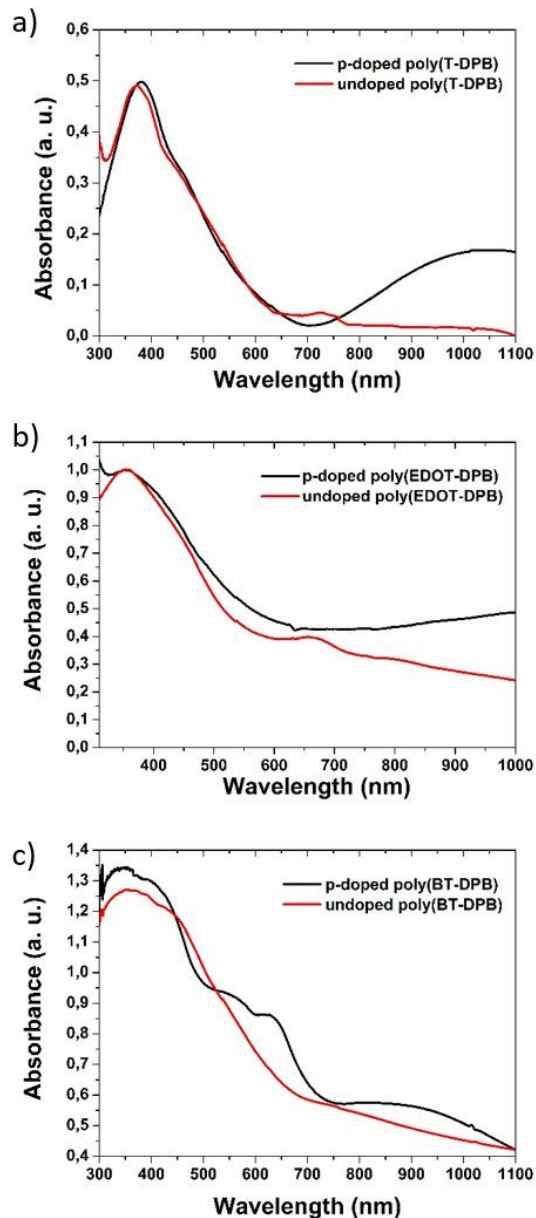 a)
p-doped poly(T-DPB)
undoped poly(T-DPB)
Absorbance (a. u.)
0,6
0,5
0,4
0,3
0,2
0,1
0,0
300 400 500 600 700 800 900 1000 1100
Wavelength (nm)
b)
p-doped poly(EDOT-DPB)
undoped poly(EDOT-DPB)
Absorbance (a. u.)
1,1
1,0
0,9
0,8
0,7
0,6
0,5
0,4
0,3
0,2
0,1
0,0
400 500 600 700 800 900 1000
Wavelength (nm)
c)
p-doped poly(BT-DPB)
undoped poly(BT-DPB)
Absorbance (a. u.)
1,4
1,3
1,2
1,1
1,0
0,9
0,8
0,7
0,6
0,5
0,4
300 400 500 600 700 800 900 1000 1100
Wavelength (nm)